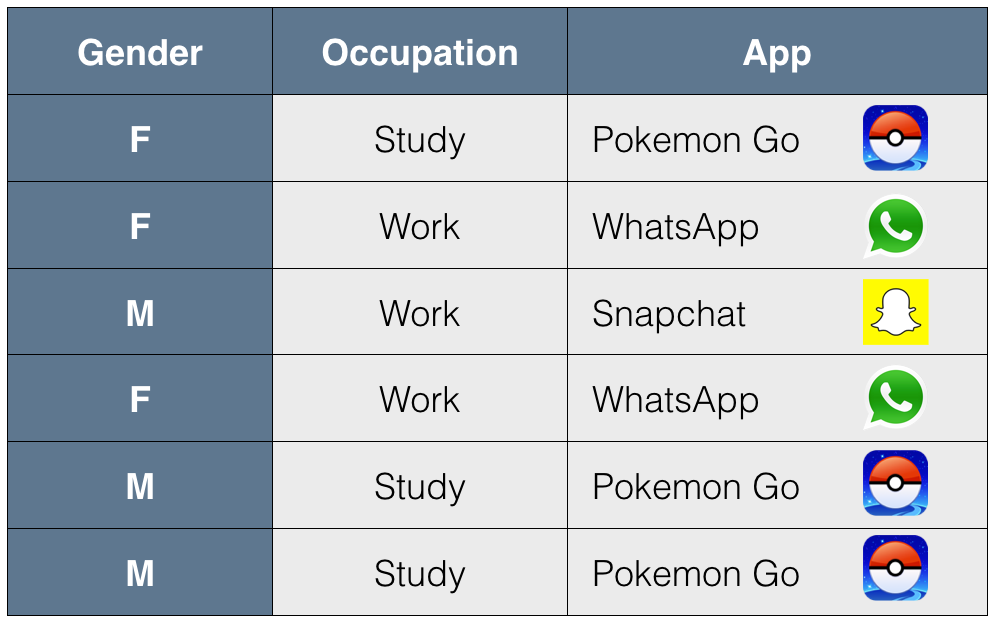 Gender Occupation App
F Study Pokemon Go
F Work WhatsApp
M Work Snapchat
F Work WhatsApp
M Study Pokemon Go
M Study Pokemon Go